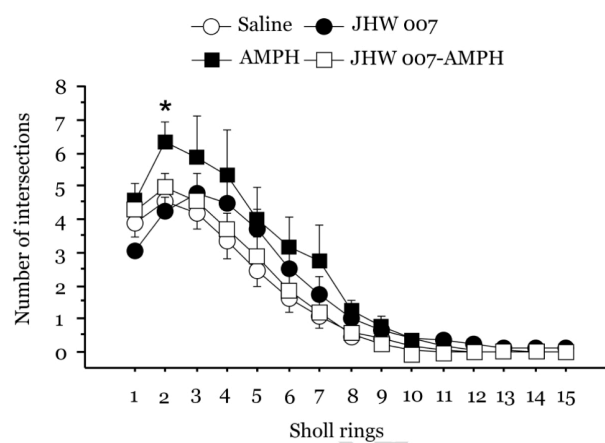 Saline JHW 007
AMPH JHW 007-AMPH
8
7
6
5
4
3
2
1
0
*
Number of intersections
1 2 3 4 5 6 7 8 9 10 11 12 13 14 15
Sholl rings